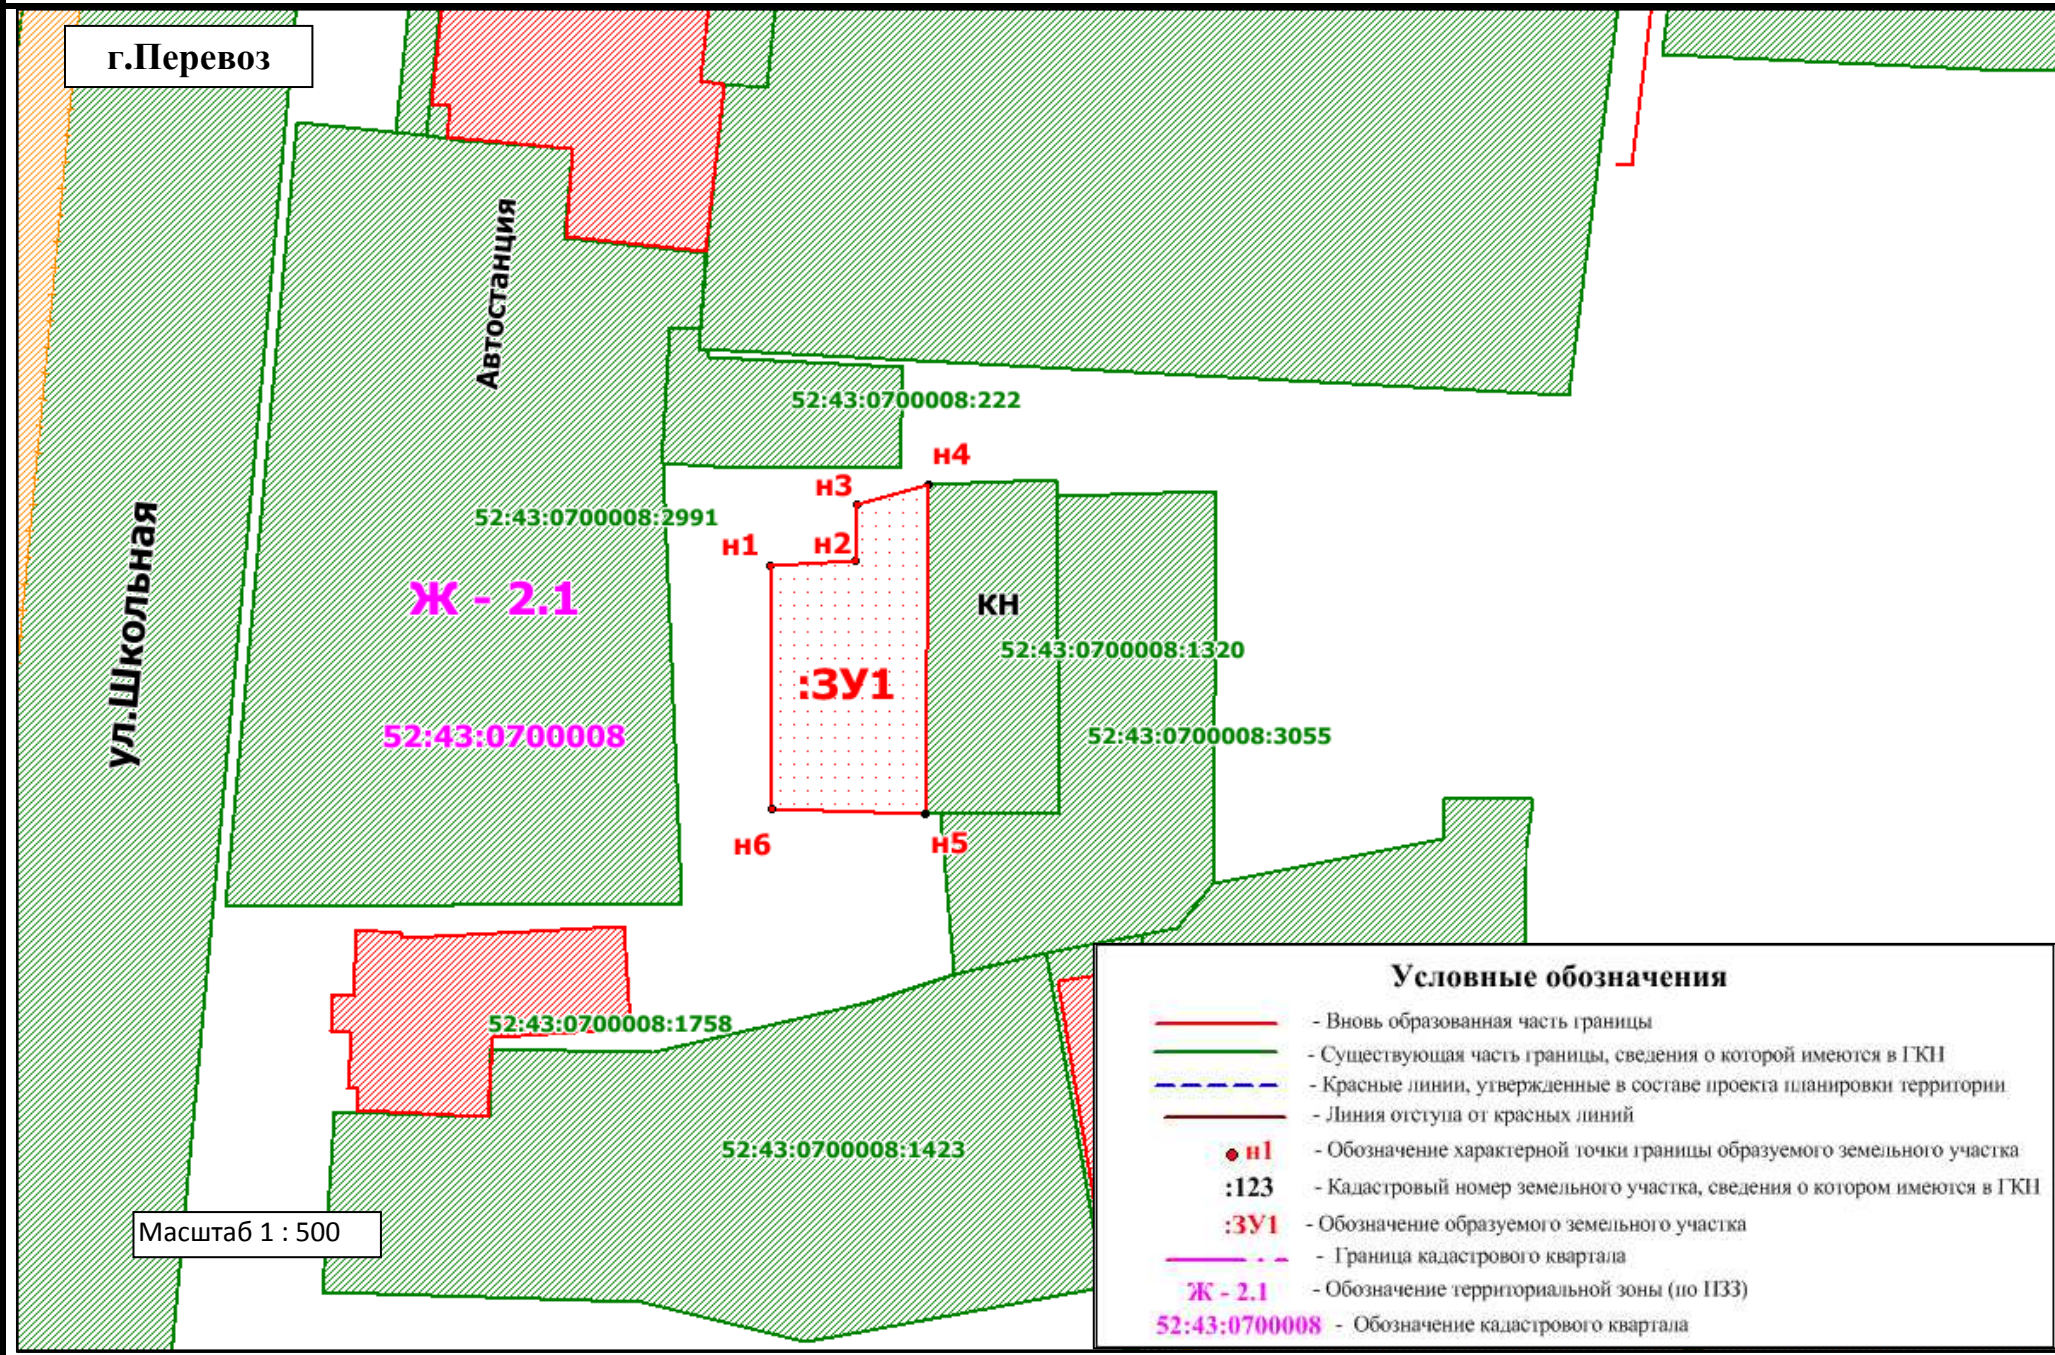 г.Перевоз
Автостанция
52:43:0700008:222
н4
н3
52:43:0700008:2991
н1
н2
ул.Школьная
Ж - 2.1
КН
52:43:0700008:1320
:ЗУ1
52:43:0700008
52:43:0700008:3055
н6
н5
52:43:0700008:1758
52:43:0700008:1423
Масштаб 1 : 500
Условные обозначения
- Вновь образованная часть границы
- Существующая часть границы, сведения о которой имеются в ГКН
- Красные линии, утвержденные в составе проекта планировки территории
- Линия отступа от красных линий
н1 - Обозначение характерной точки границы образуемого земельного участка
:123 - Кадастровый номер земельного участка, сведения о котором имеются в ГКН
:ЗУ1 - Обозначение образуемого земельного участка
- Граница кадастрового квартала
Ж - 2.1 - Обозначение территориальной зоны (по ПЗЗ)
52:43:0700008 - Обозначение кадастрового квартала